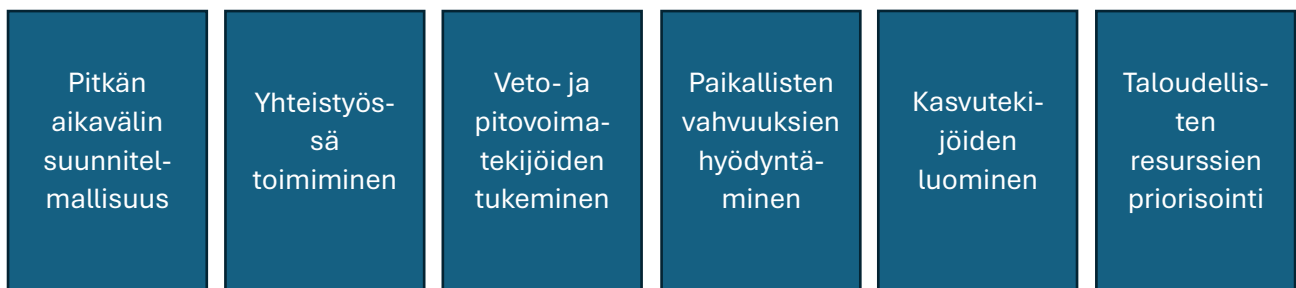 Pitkän
aikavälin
suunnitel-
mallisuus
Yhteistyös-
sä
toimiminen
Veto- ja
pitovoima-
tekijöiden
tukeminen
Paikallisten
vahvuuksien
hyödyntä-
minen
Kasvuteki-
jöiden
luominen
Taloudellis-
ten
resurssien
priorisointi